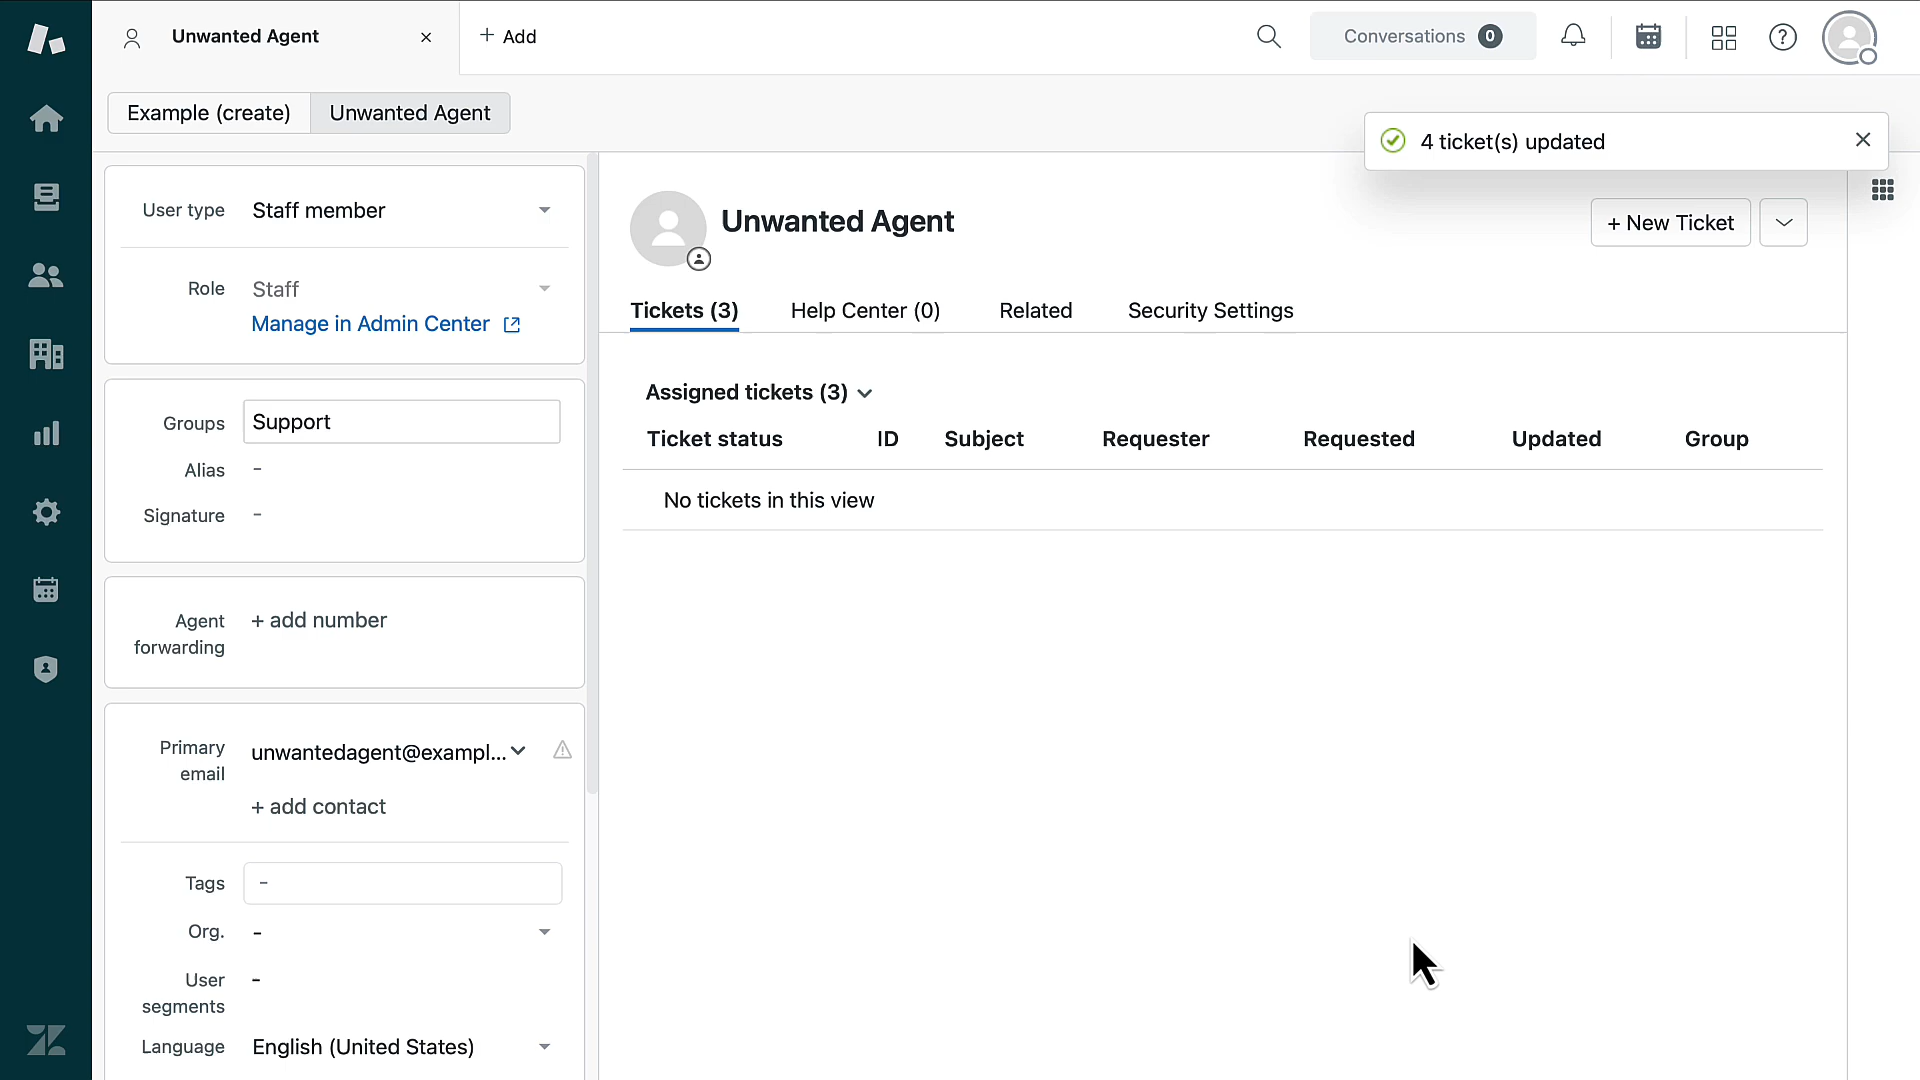 Unwanted Agent
Add
Conversations 0
Example (create)
Unwanted Agent
4 ticket(s) updated
User type
Staff member
Role
Staff
Manage in Admin Center
Groups
Support
Alias
-
Signature
-
Agent
forwarding
+ add number
Primary
email
unwantedagent@exampl...
+ add contact
Tags
-
Org.
-
User
segments
-
Language
English (United States)
Unwanted Agent
+ New Ticket
Tickets (3)
Help Center (0)
Related
Security Settings
Assigned tickets (3)
Ticket status ID Subject Requester Requested Updated Group
No tickets in this view